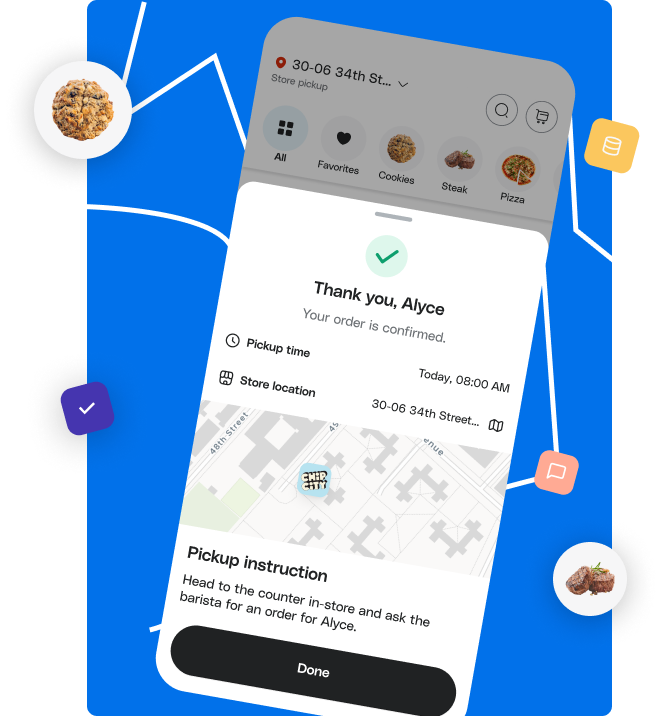 30-06 34th St...
Store pickup
All
Favorites
Cookies
Steak
Pizza
Thank you, Alyce
Your order is confirmed.
Pickup time
Today, 08:00 AM
Store location
30-06 34th Street...
48th Street
enue
Pickup instruction
Head to the counter in-store and ask the
barista for an order for Alyce.
Done